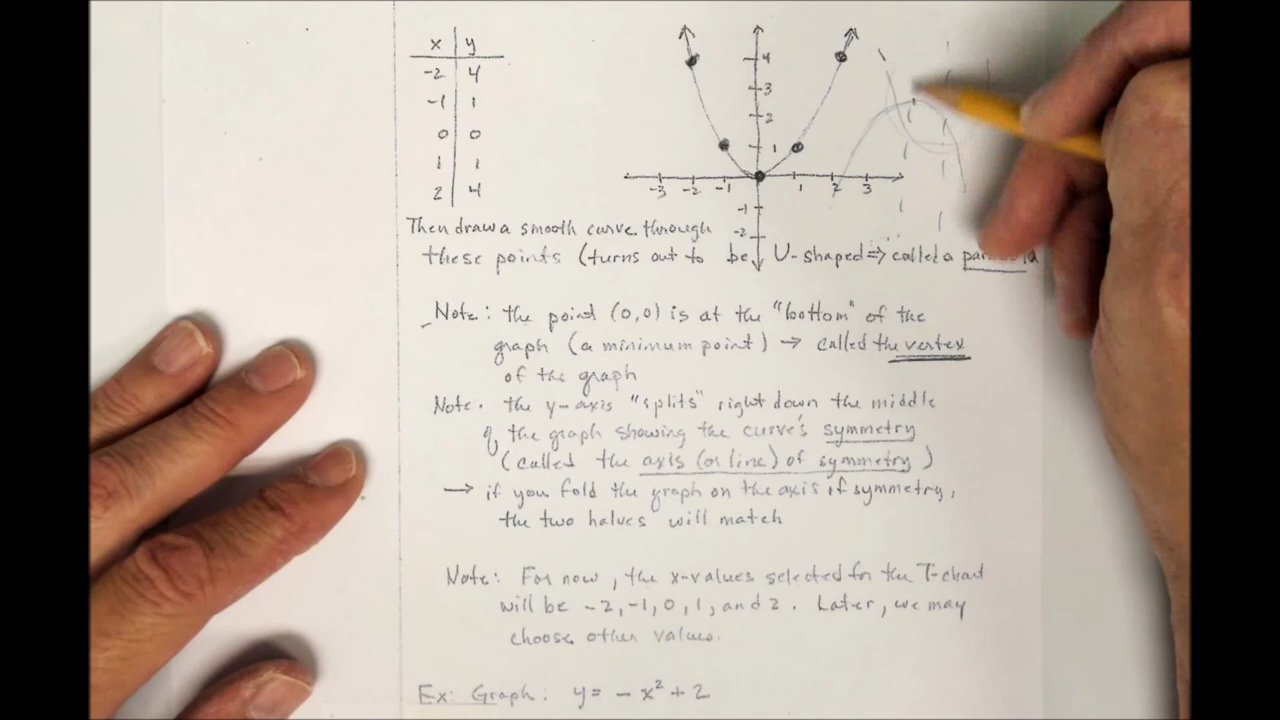 x y
-2 4
-1 1
0 0
1 1
2 4
4
3
2
1
-3 -2 -1 1 2 3
-1
-2
Then draw a smooth curve through
these points (turns out to be U-shaped ⇒ called a
Note: the point (0,0) is at the "bottom" of the
graph (a minimum point) → called the vertex
of the graph
Note. the y-axis "splits" right down the middle
of the graph showing the curve's symmetry
(called the axis (or line) of symmetry)
→ if you fold the graph on the axis of symmetry,
the two halves will match
Note: For now, the x-values selected for the T-chart
will be -2, -1, 0, 1, and 2. Later, we may
choose other values.
Ex: Graph: y = - x² + 2